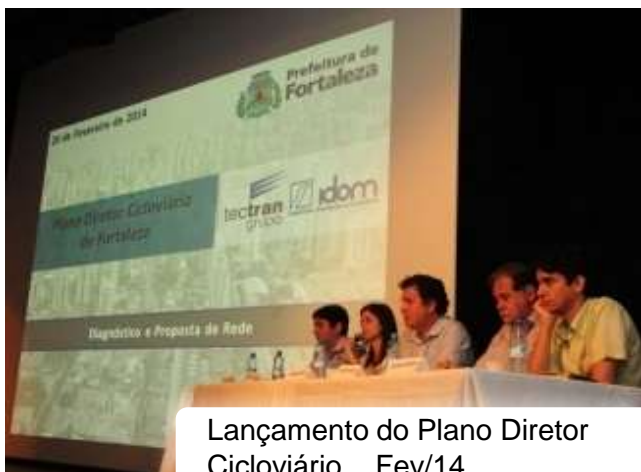 Prefeitura de
Fortaleza
20 de Fevereiro de 2014
tectran
grupo
idom
Plano Diretor Cicloviário
de Fortaleza
Diagnóstico e Proposta de Rede
Lançamento do Plano Diretor
Cicloviário Fev/14